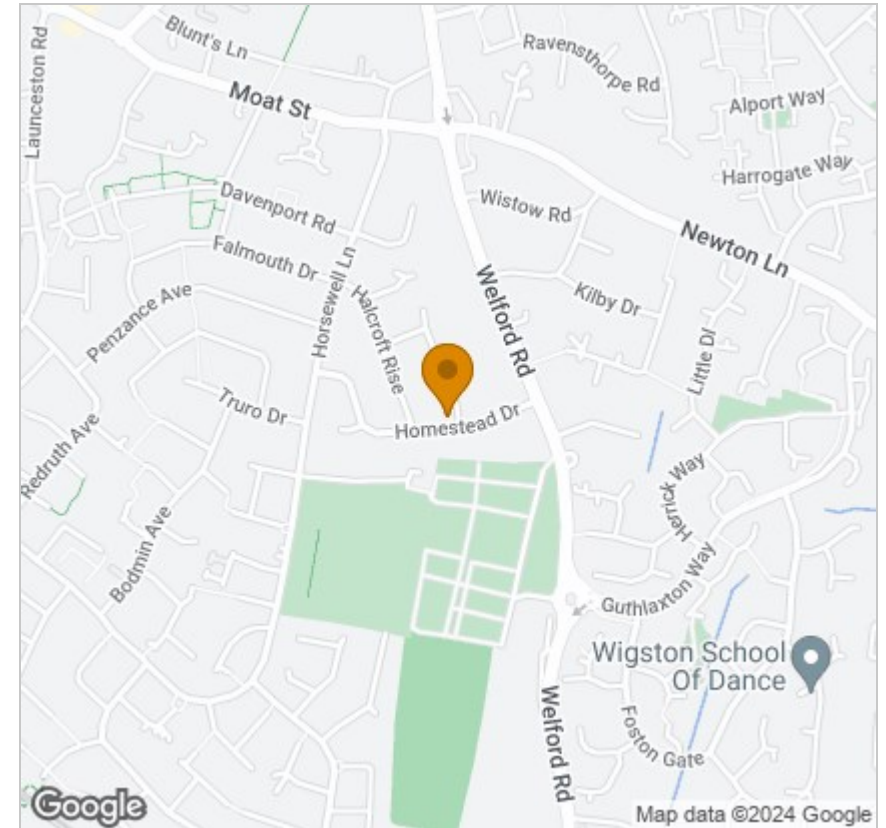 Blunt's Ln
Launceston Rd
Moat St
Ravensthorpe Rd
Alport Way
Harrogate Way
Davenport Rd
Wistow Rd
Newton Ln
Falmouth Dr
Horsewell Ln
Welford Rd
Kilby Dr
Penzance Ave
Halcroft Rise
Little Dl
Truro Dr
Homestead Dr
Redruth Ave
Herrick Way
Bodmin Ave
Guthlaxton Way
Wigston School
Of Dance
Welford Rd
Foston Gate
Google
Map data ©2024 Google